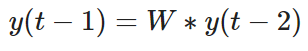 y(t − 1) = W ∗ y(t − 2)